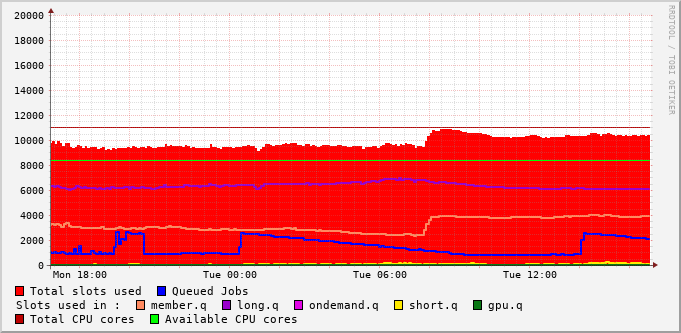 20000
18000
16000
14000
12000
10000
8000
6000
4000
2000
0
Mon 18:00 Tue 00:00 Tue 06:00 Tue 12:00
Total slots used Queued Jobs
Slots used in : member.q long.q ondemand.q short.q gpu.q
Total CPU cores Available CPU cores
RRDTOOL / TOBI OETIKER